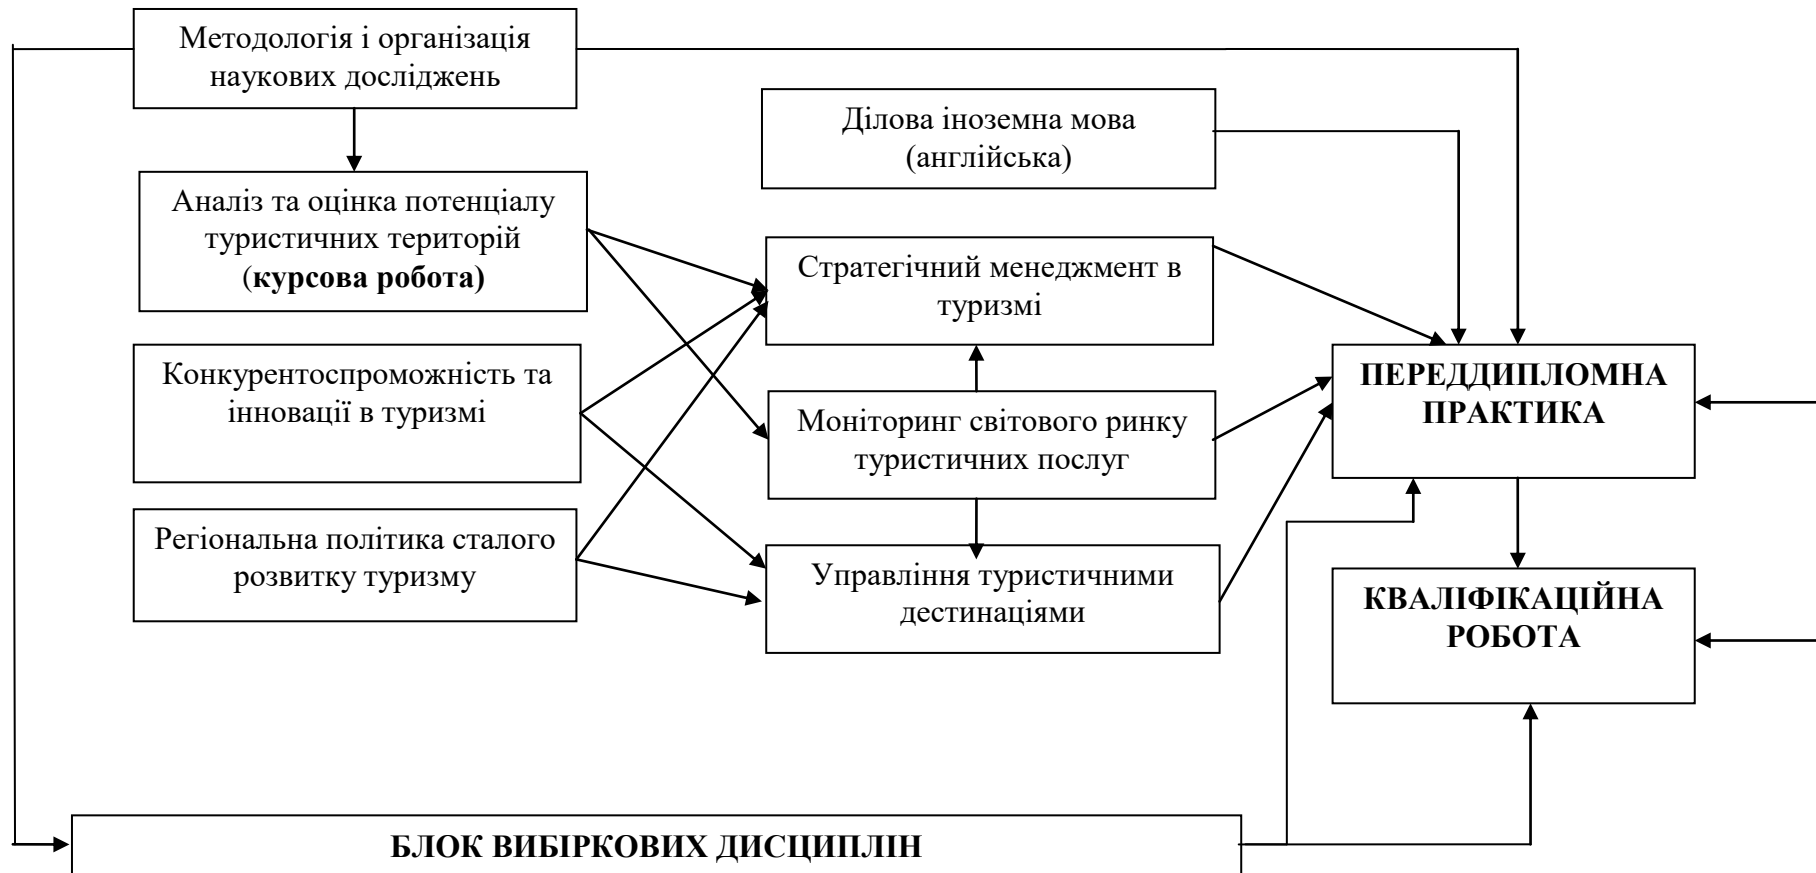 Методологія і організація
наукових досліджень
Ділова іноземна мова
(англійська)
Аналіз та оцінка потенціалу
туристичних територій
(курсова робота)
Стратегічний менеджмент в
туризмі
Конкурентоспроможність та
інновації в туризмі
Моніторинг світового ринку
туристичних послуг
ПЕРЕДДИПЛОМНА
ПРАКТИКА
Регіональна політика сталого
розвитку туризму
Управління туристичними
дестинаціями
КВАЛІФІКАЦІЙНА
РОБОТА
БЛОК ВИБІРКОВИХ ДИСЦИПЛІН